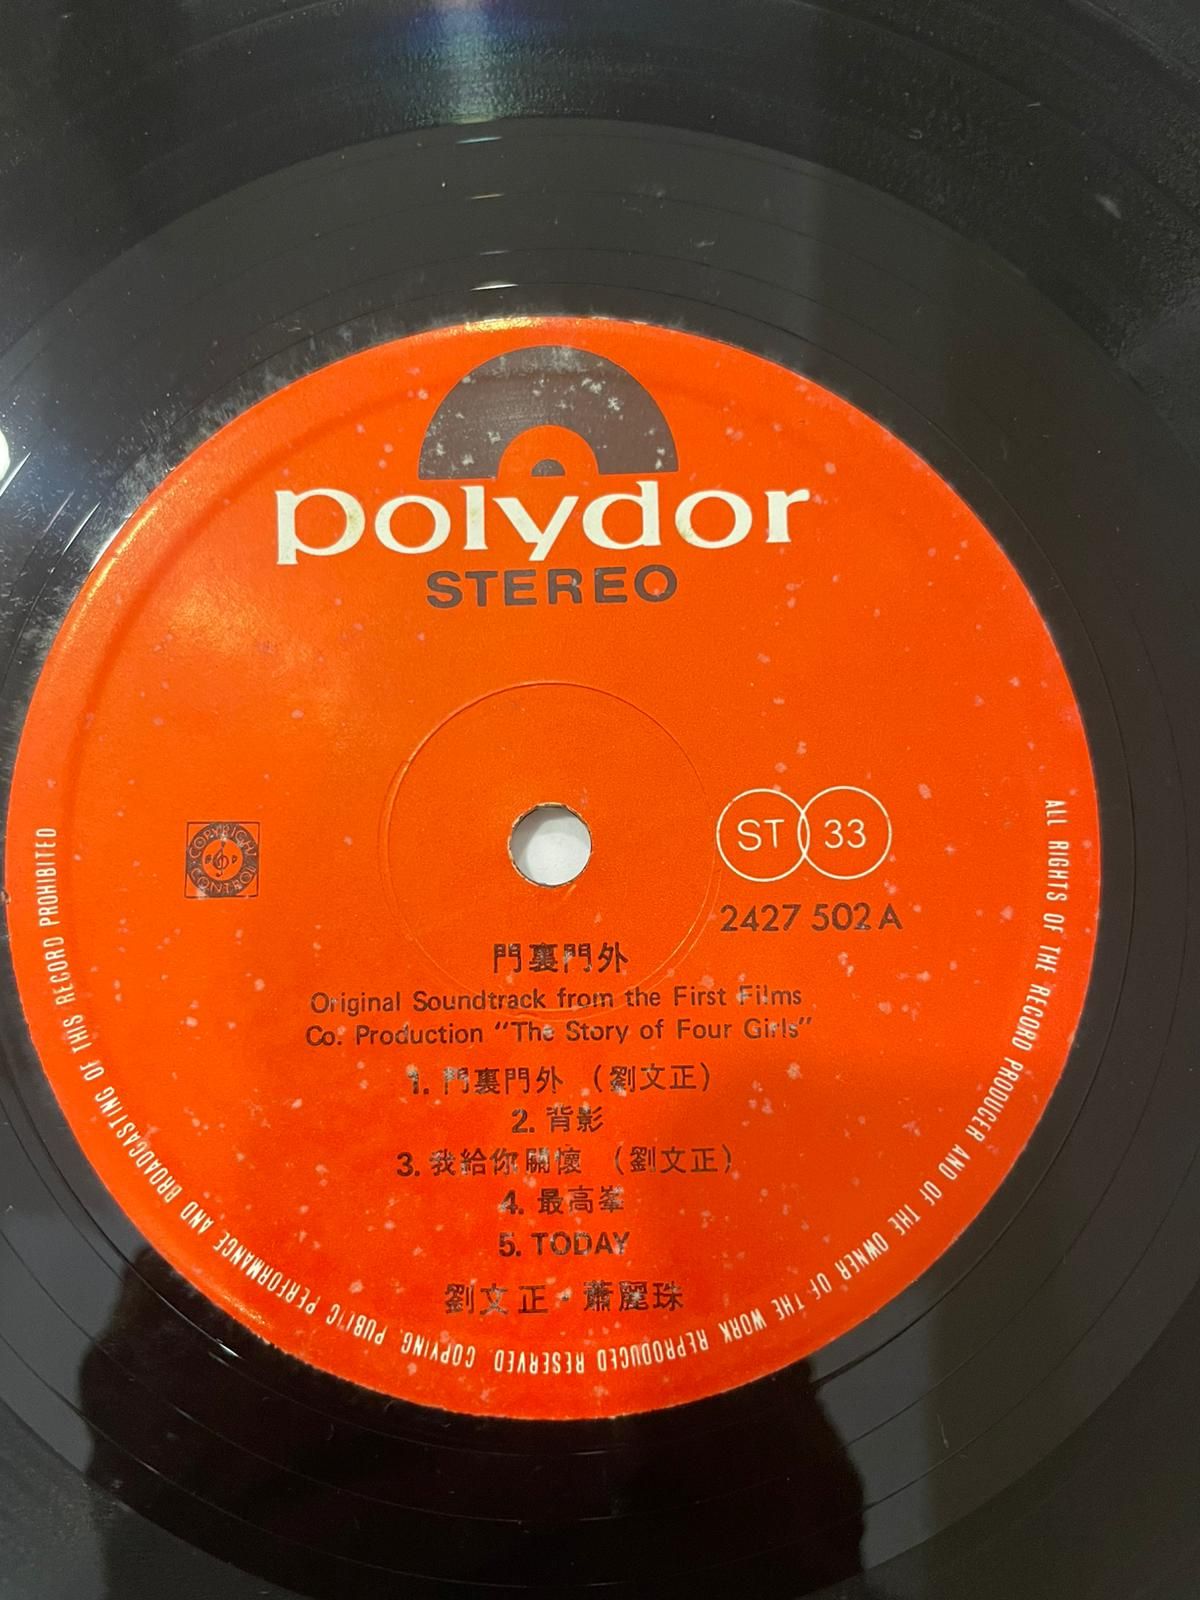 polydor
STEREO
COPYRIGHT
CONTROL
ST 33
2427 502 A
門裏門外
Original Soundtrack from the First Films
Co. Production "The Story of Four Girls"
1. 門裏門外 (劉文正)
2. 背影
3. 我給你關懷 (劉文正)
4. 最高峯
5. TODAY
劉文正·蕭麗珠
ALL RIGHTS OF THE RECORD PRODUCER AND OF THE OWNER OF THE WORK REPRODUCED RESERVED. COPYING, PUBLIC PERFORMANCE AND BROADCASTING OF THIS RECORD PROHIBITED